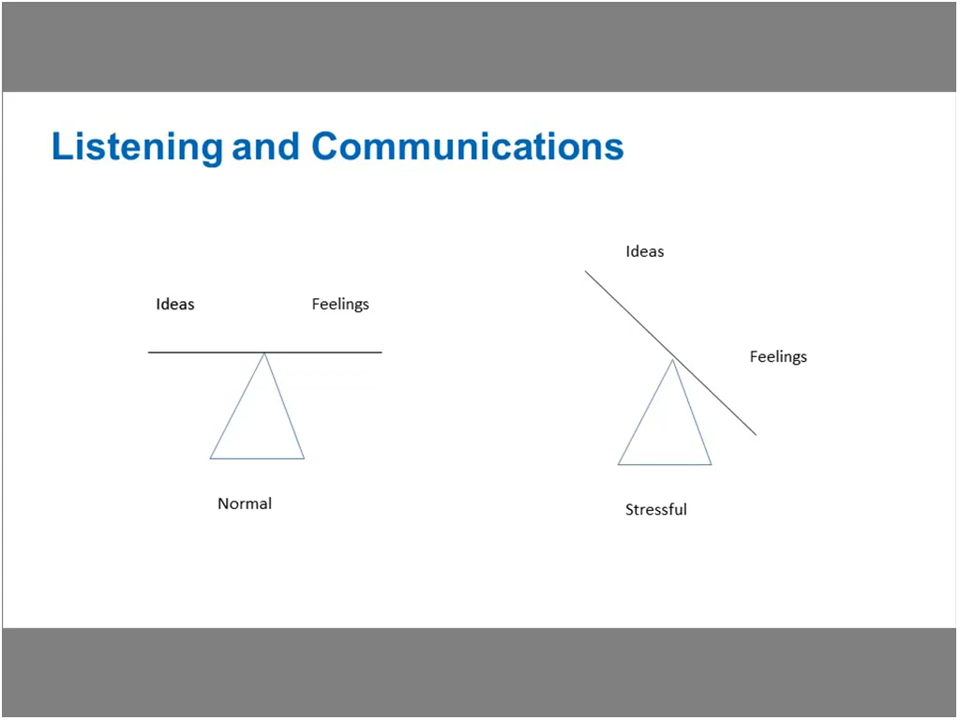 Listening and Communications
Ideas
Feelings
Normal
Ideas
Feelings
Stressful